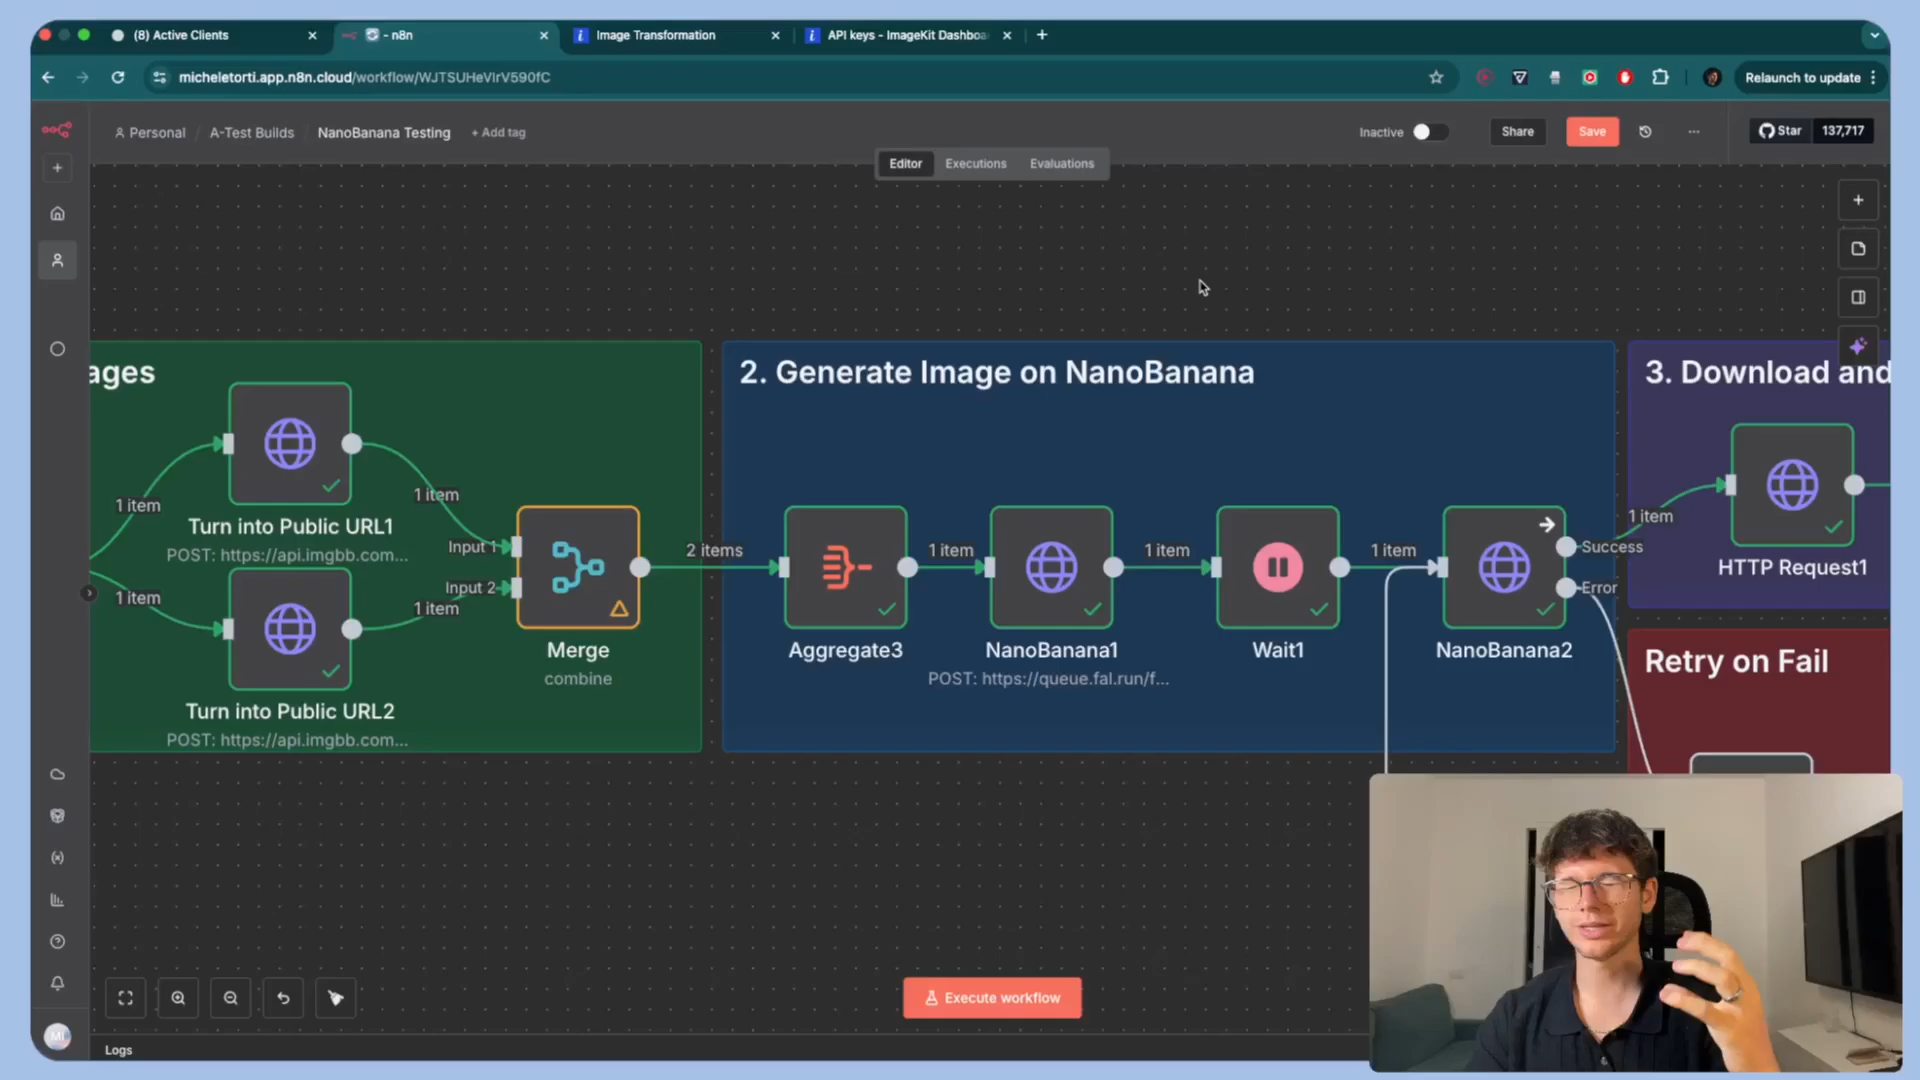 (8) Active Clients
- n8n
Image Transformation
API keys - ImageKit Dashboa
micheletorti.app.n8n.cloud/workflow/WJTSUHeVIrV590fC
Relaunch to update
Personal / A-Test Builds / NanoBanana Testing + Add tag
Inactive
Share
Save
Star 137,717
Editor Executions Evaluations
ages
2. Generate Image on NanoBanana
3. Download and
1 item
1 item
Input 1
Turn into Public URL1
POST: https://api.imgbb.com...
1 item
Input 2
1 item
Turn into Public URL2
POST: https://api.imgbb.com...
Merge
combine
2 items
Aggregate3
1 item
NanoBanana1
POST: https://queue.fal.run/f...
1 item
Wait1
1 item
NanoBanana2
Success
Error
1 item
HTTP Request1
Retry on Fail
Execute workflow
Logs